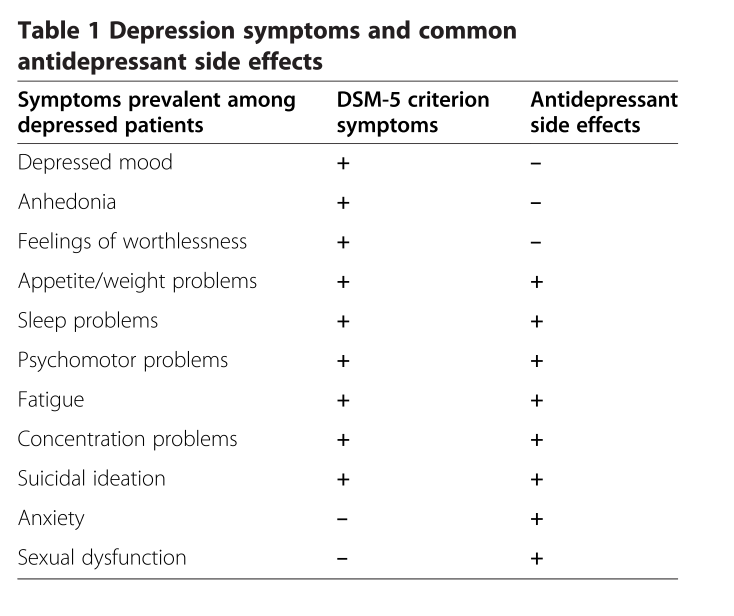 Table 1 Depression symptoms and common
antidepressant side effects
Symptoms prevalent among DSM-5 criterion Antidepressant
depressed patients symptoms side effects
Depressed mood + –
Anhedonia + –
Feelings of worthlessness + –
Appetite/weight problems + +
Sleep problems + +
Psychomotor problems + +
Fatigue + +
Concentration problems + +
Suicidal ideation + +
Anxiety – +
Sexual dysfunction – +